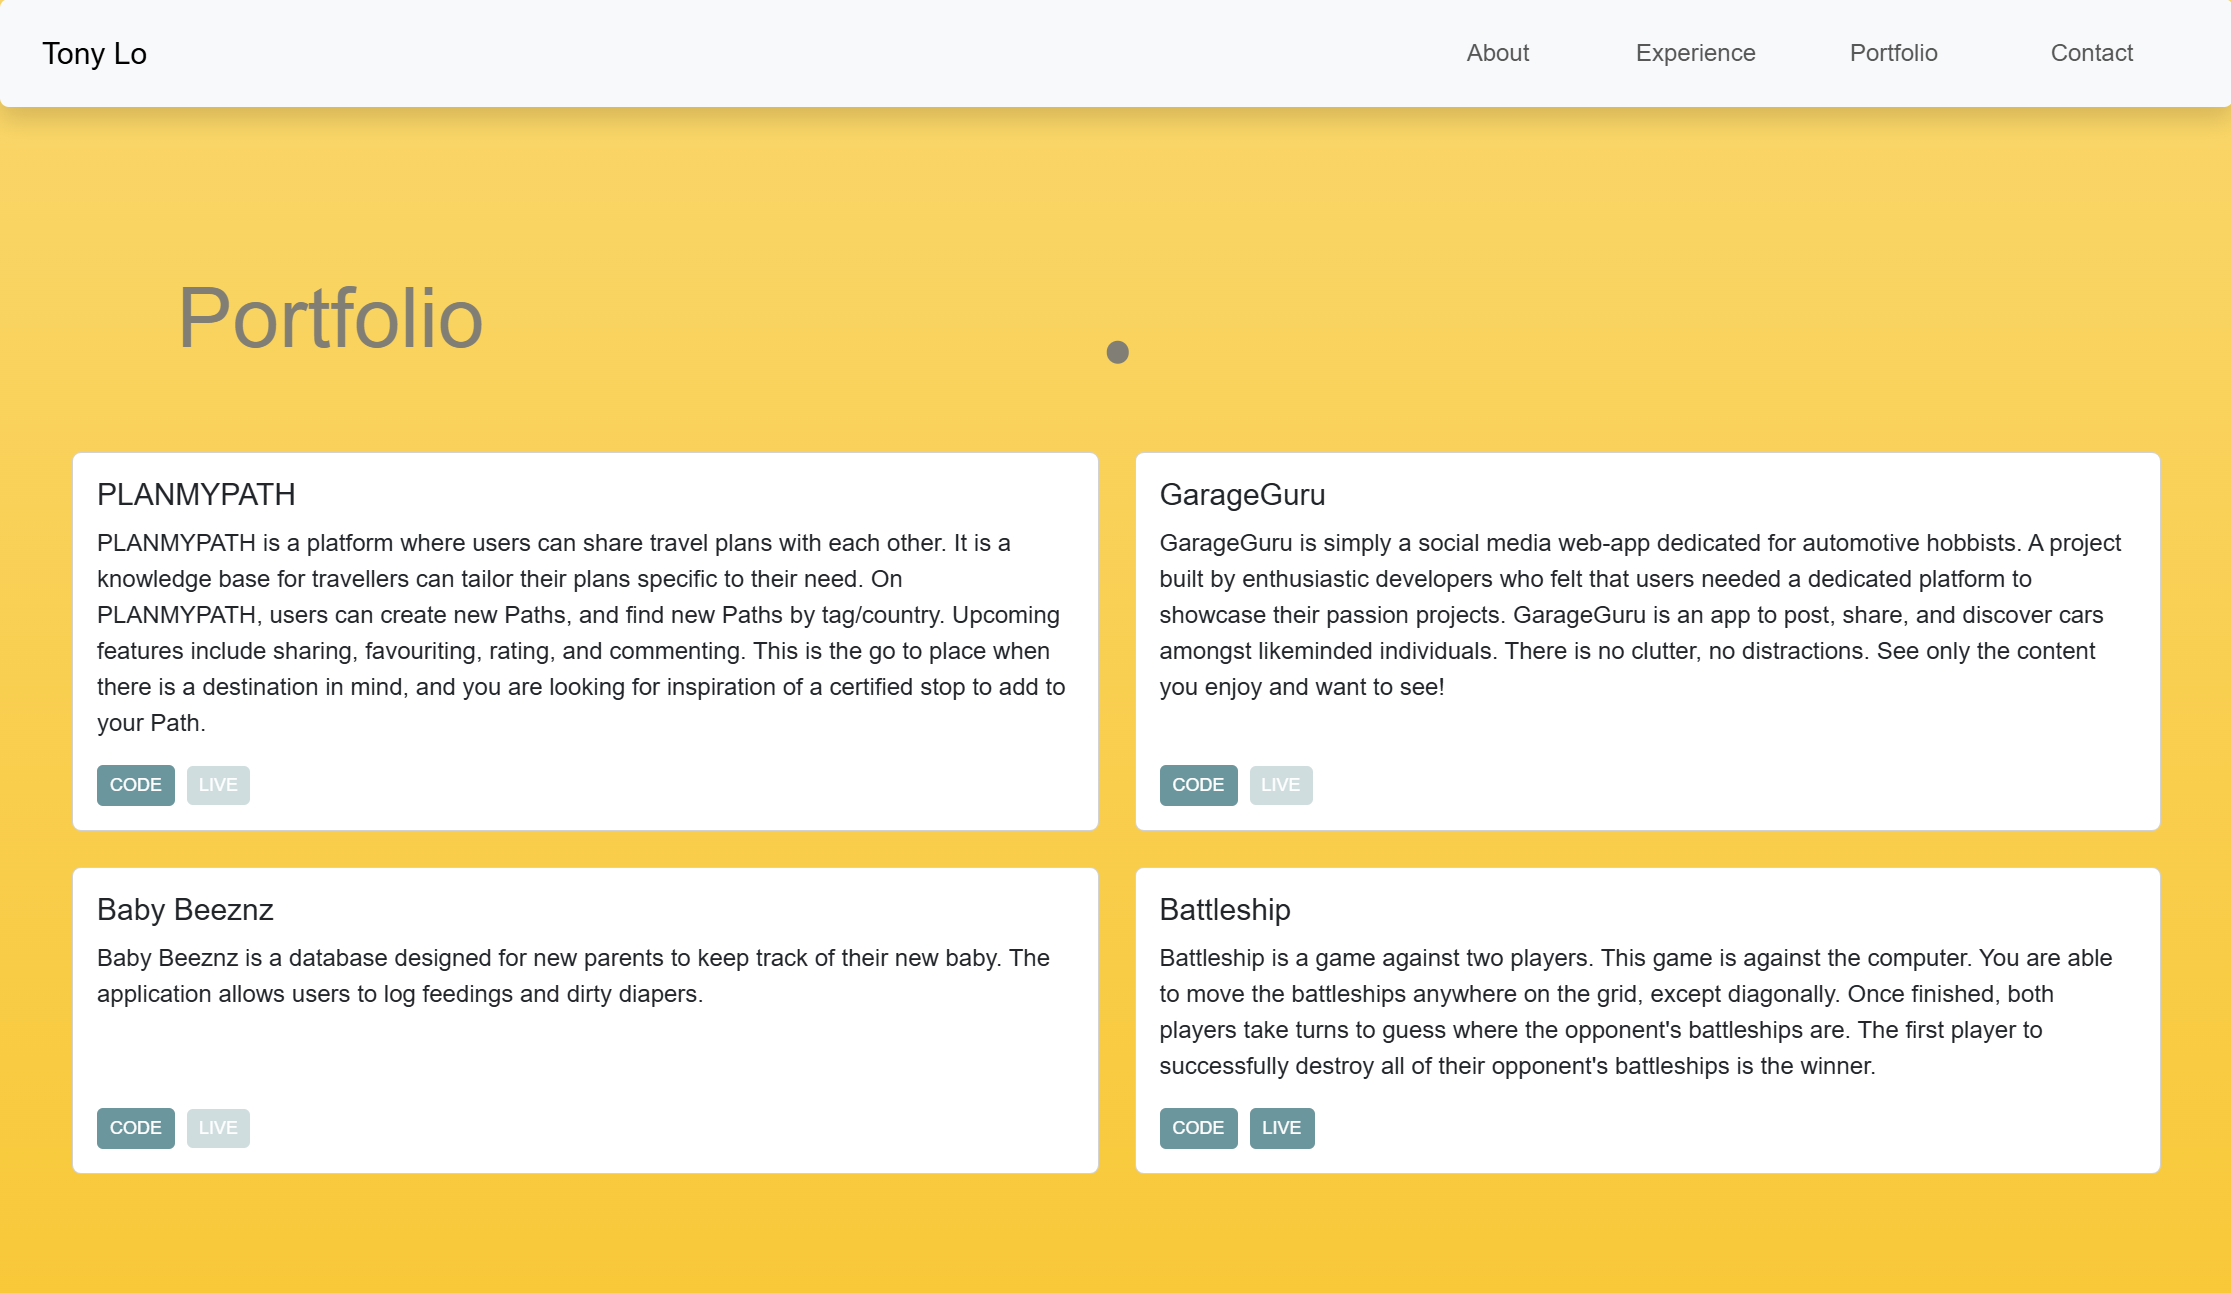 Tony Lo
About
Experience
Portfolio
Contact
Portfolio
PLANMYPATH
PLANMYPATH is a platform where users can share travel plans with each other. It is a
knowledge base for travellers can tailor their plans specific to their need. On
PLANMYPATH, users can create new Paths, and find new Paths by tag/country. Upcoming
features include sharing, favouriting, rating, and commenting. This is the go to place when
there is a destination in mind, and you are looking for inspiration of a certified stop to add to
your Path.
CODE
LIVE
GarageGuru
GarageGuru is simply a social media web-app dedicated for automotive hobbists. A project
built by enthusiastic developers who felt that users needed a dedicated platform to
showcase their passion projects. GarageGuru is an app to post, share, and discover cars
amongst likeminded individuals. There is no clutter, no distractions. See only the content
you enjoy and want to see!
CODE
LIVE
Baby Beeznz
Baby Beeznz is a database designed for new parents to keep track of their new baby. The
application allows users to log feedings and dirty diapers.
CODE
LIVE
Battleship
Battleship is a game against two players. This game is against the computer. You are able
to move the battleships anywhere on the grid, except diagonally. Once finished, both
players take turns to guess where the opponent's battleships are. The first player to
successfully destroy all of their opponent's battleships is the winner.
CODE
LIVE